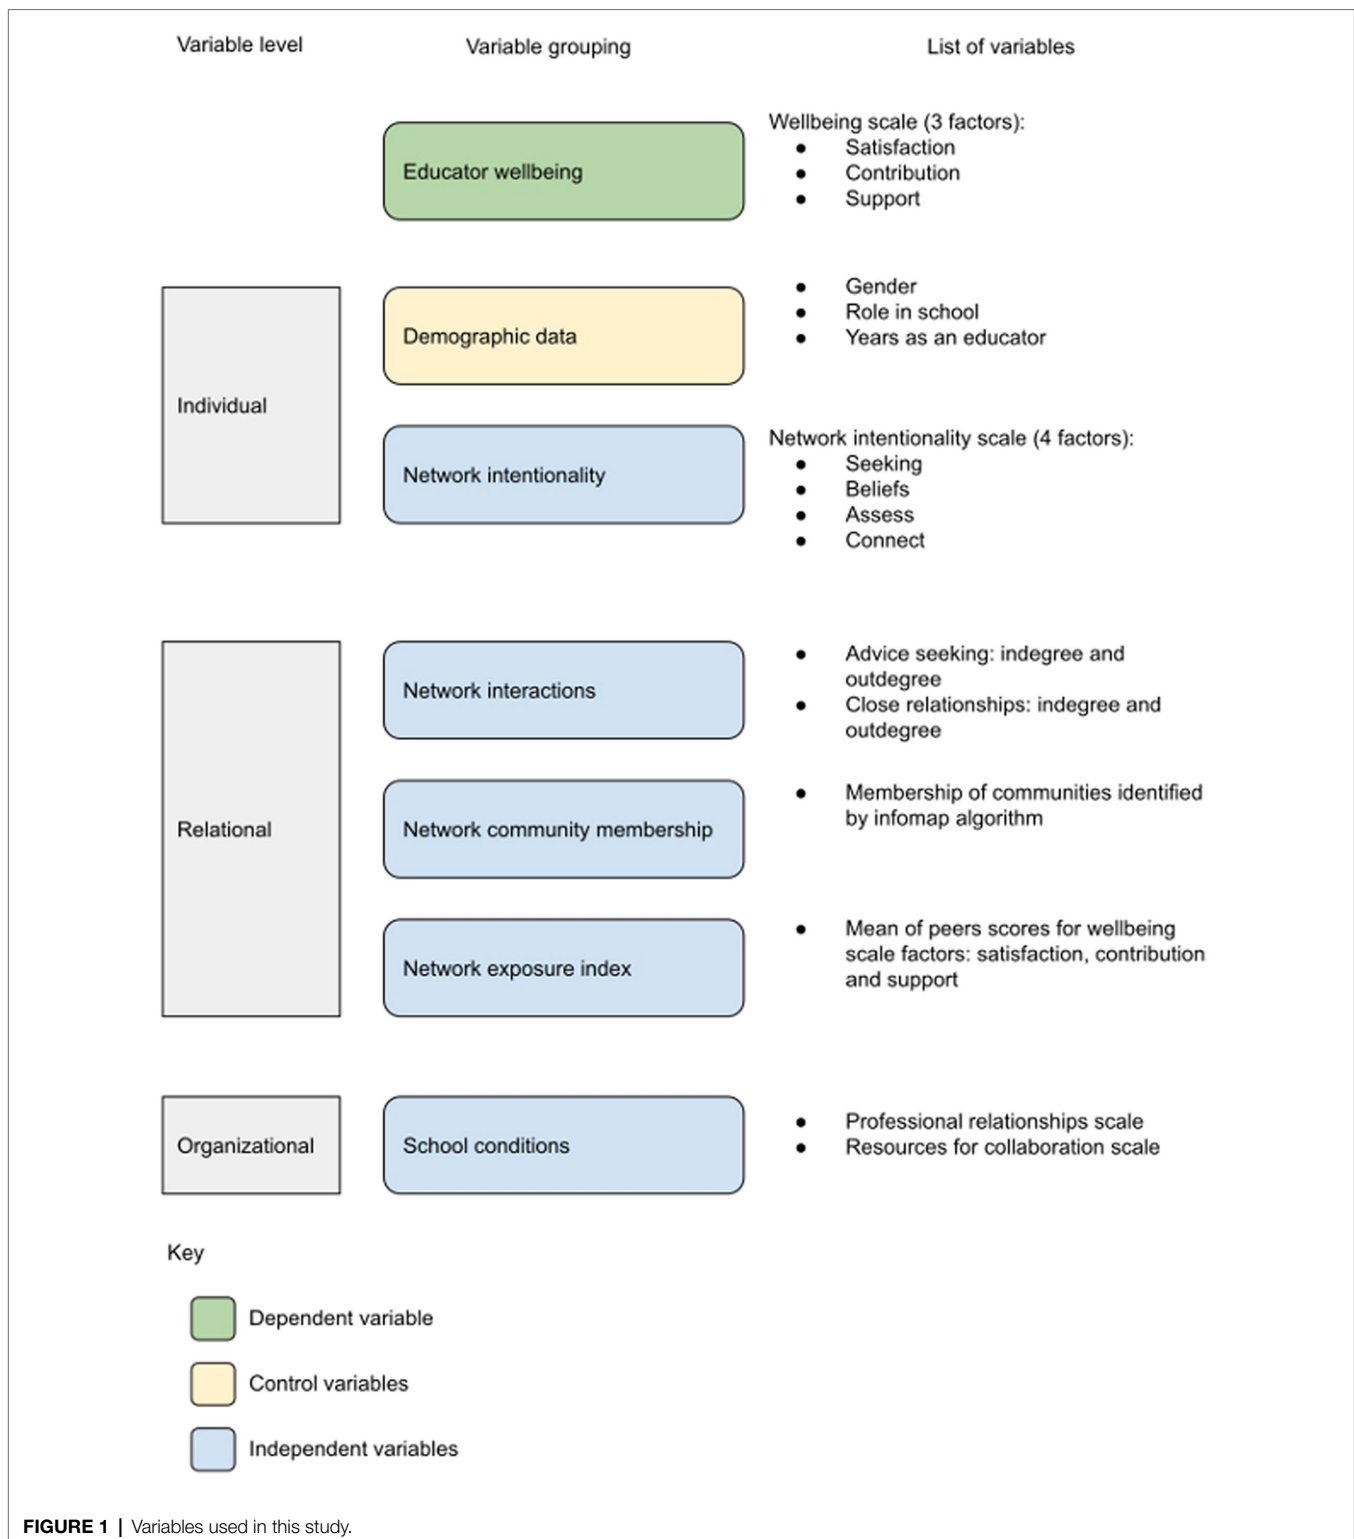 Variable level
Variable grouping
List of variables
Educator wellbeing
Wellbeing scale (3 factors):
● Satisfaction
● Contribution
● Support
Individual
Demographic data
● Gender
● Role in school
● Years as an educator
Network intentionality
Network intentionality scale (4 factors):
● Seeking
● Beliefs
● Assess
● Connect
Relational
Network interactions
● Advice seeking: indegree and
outdegree
● Close relationships: indegree and
outdegree
Network community membership
● Membership of communities identified
by infomap algorithm
Network exposure index
● Mean of peers scores for wellbeing
scale factors: satisfaction, contribution
and support
Organizational
School conditions
● Professional relationships scale
● Resources for collaboration scale
Key
Dependent variable
Control variables
Independent variables
FIGURE 1 | Variables used in this study.